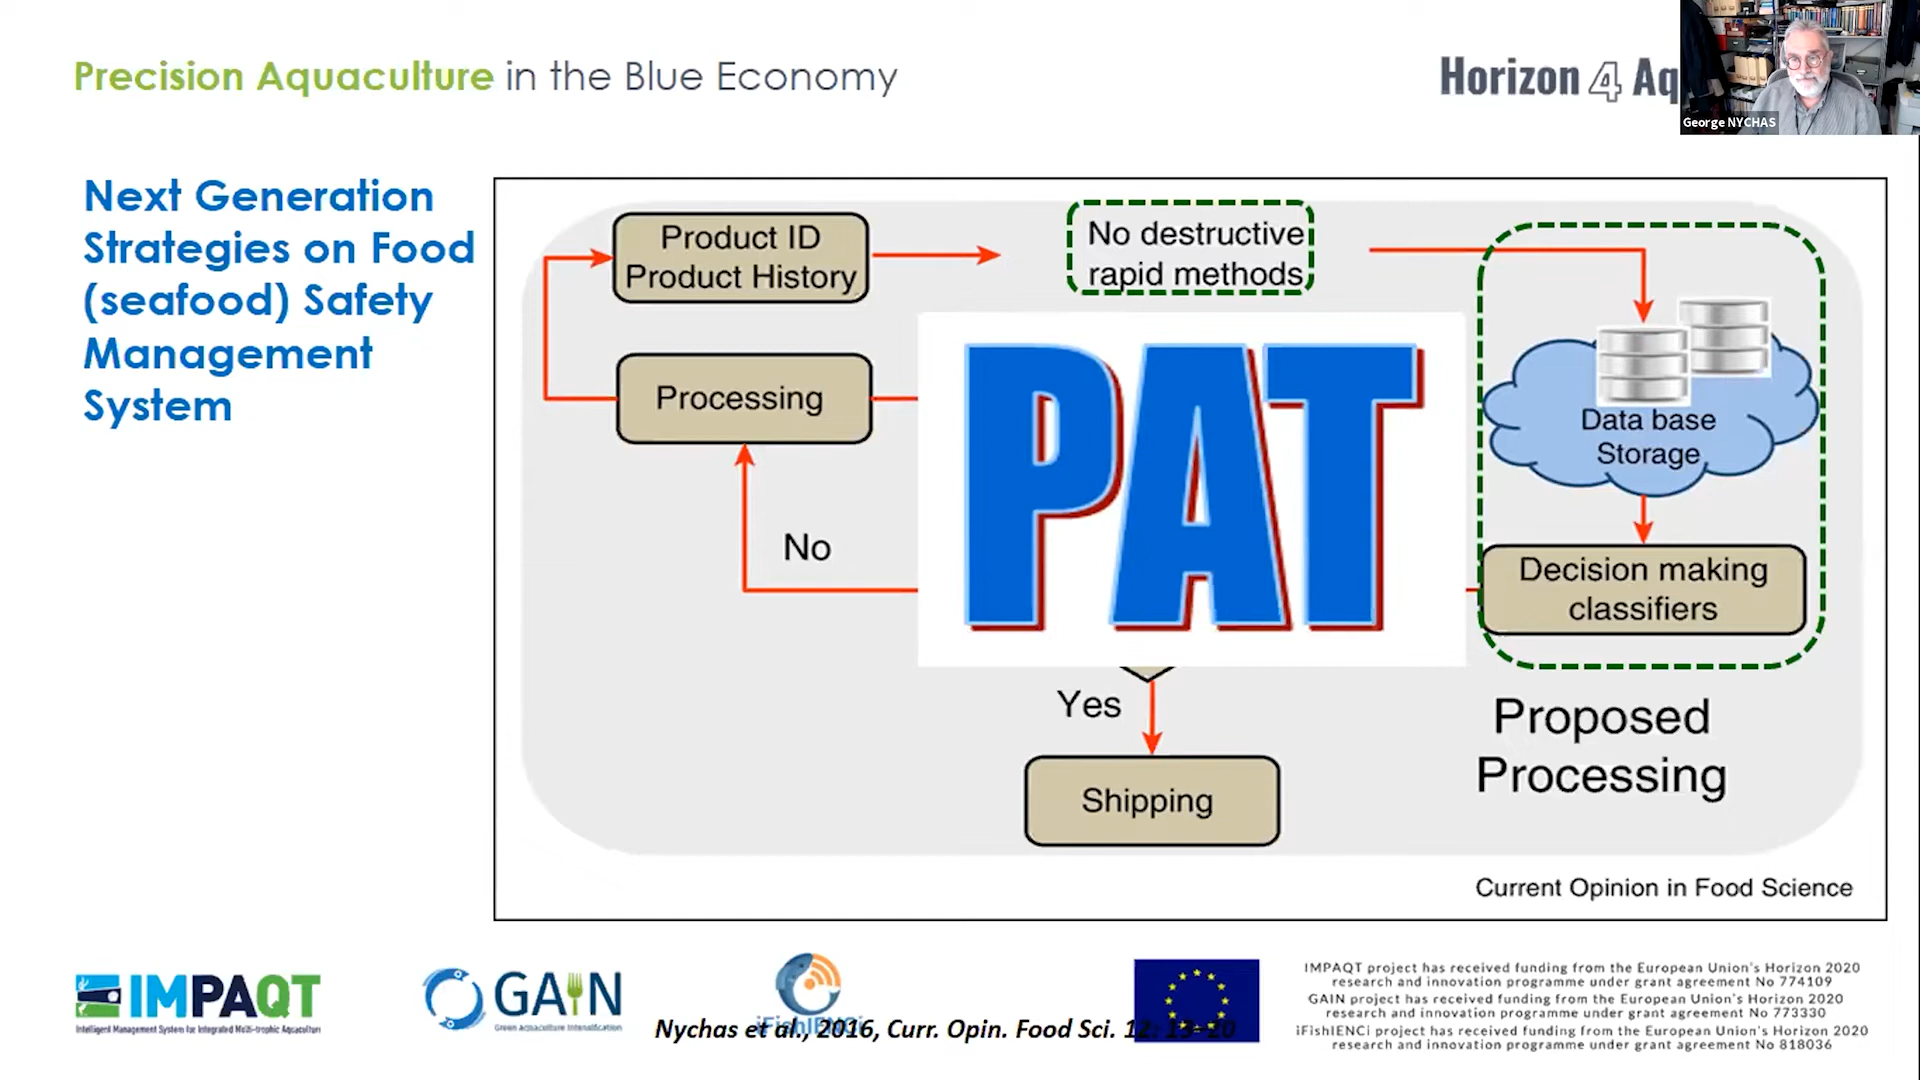 Precision Aquaculture in the Blue Economy
Horizon 4 Aq
George NYCHAS
Next Generation
Strategies on Food
(seafood) Safety
Management
System
Product ID
Product History
No destructive
rapid methods
Processing
PAT
Data base
Storage
No
Decision making
classifiers
Yes
Proposed
Processing
Shipping
Current Opinion in Food Science
IMPAQT
Intelligent Management System for Integrated Multi-trophic Aquaculture
GAIN
Green Aquaculture Intensification
iFishIENCi
Nychas et al., 2016, Curr. Opin. Food Sci. 12: 13-20
IMPAQT project has received funding from the European Union's Horizon 2020
research and innovation programme under grant agreement No 774109
GAIN project has received funding from the European Union's Horizon 2020
research and innovation programme under grant agreement No 773330
iFishIENCi project has received funding from the European Union's Horizon 2020
research and innovation programme under grant agreement No 818036